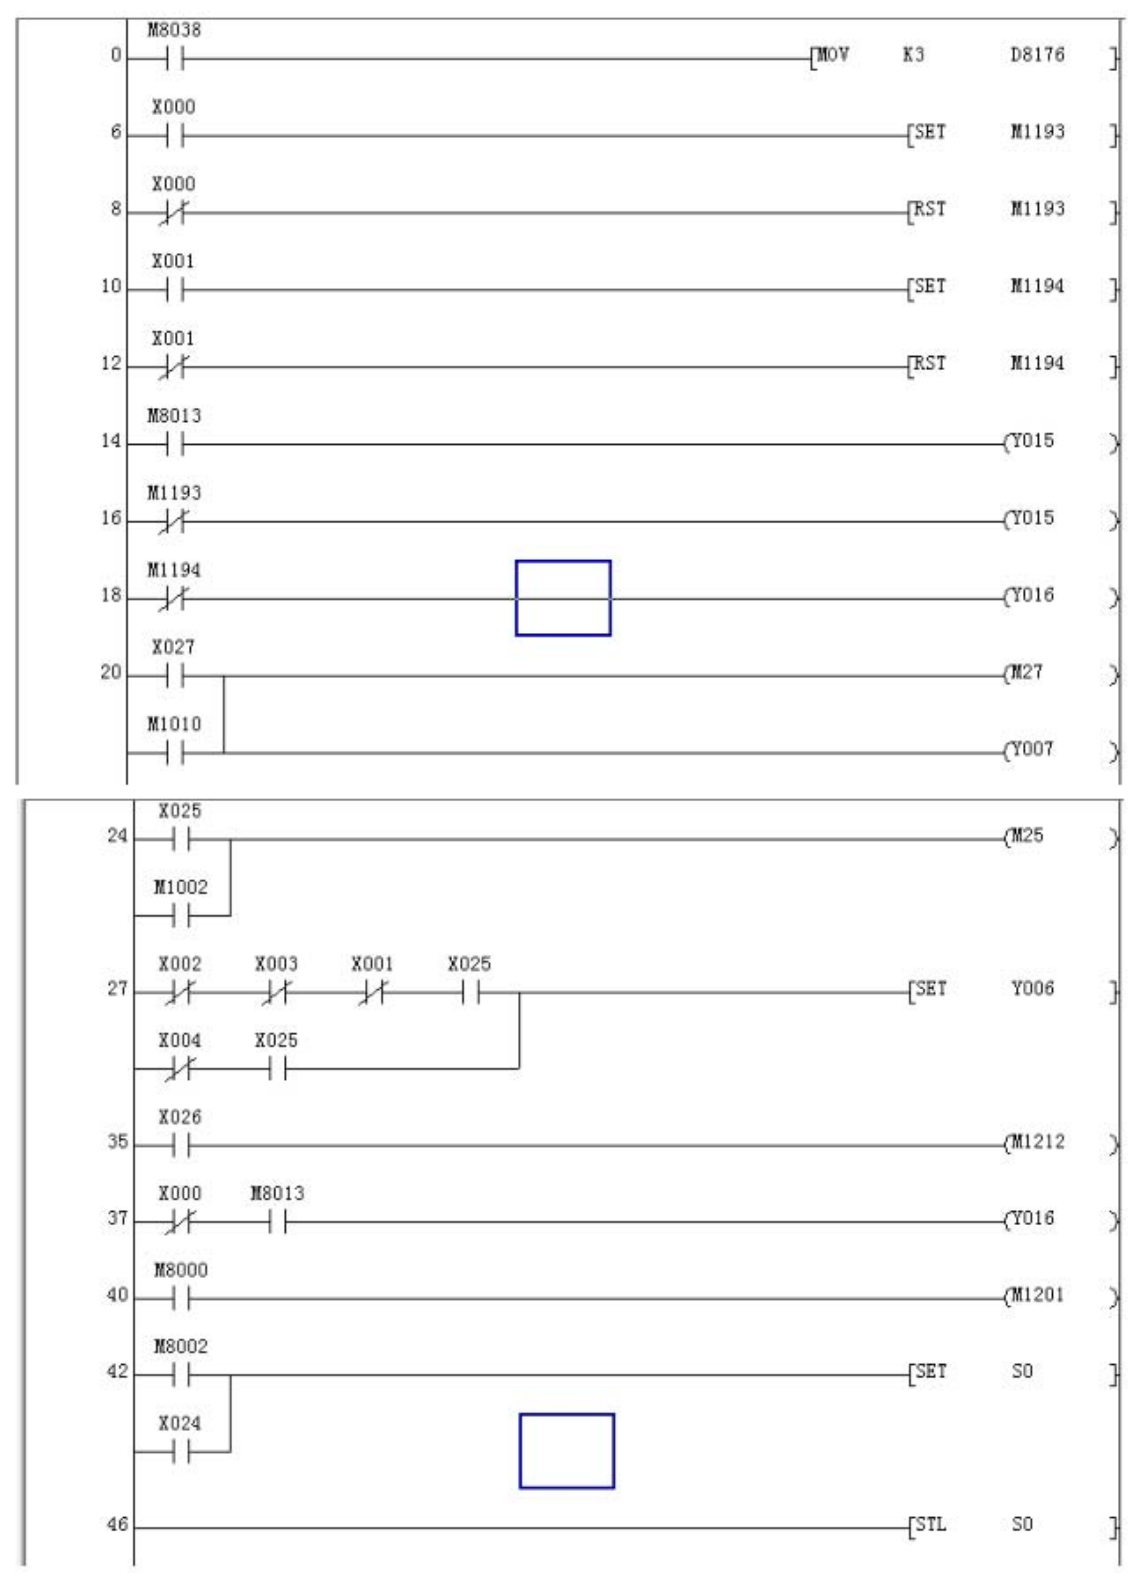 M8038
0 [MOV K3 D8176 ]
X000
6 [SET M1193 ]
X000
8 [RST M1193 ]
X001
10 [SET M1194 ]
X001
12 [RST M1194 ]
M8013
14 (Y015 )
M1193
16 (Y015 )
M1194
18 (Y016 )
X027
20 (M27 )
M1010
(Y007 )
X025
24 (M25 )
M1002
X002 X003 X001 X025
27 [SET Y006 ]
X004 X025
X026
35 (M1212 )
X000 M8013
37 (Y016 )
M8000
40 (M1201 )
M8002
42 [SET S0 ]
X024
46 [STL S0 ]